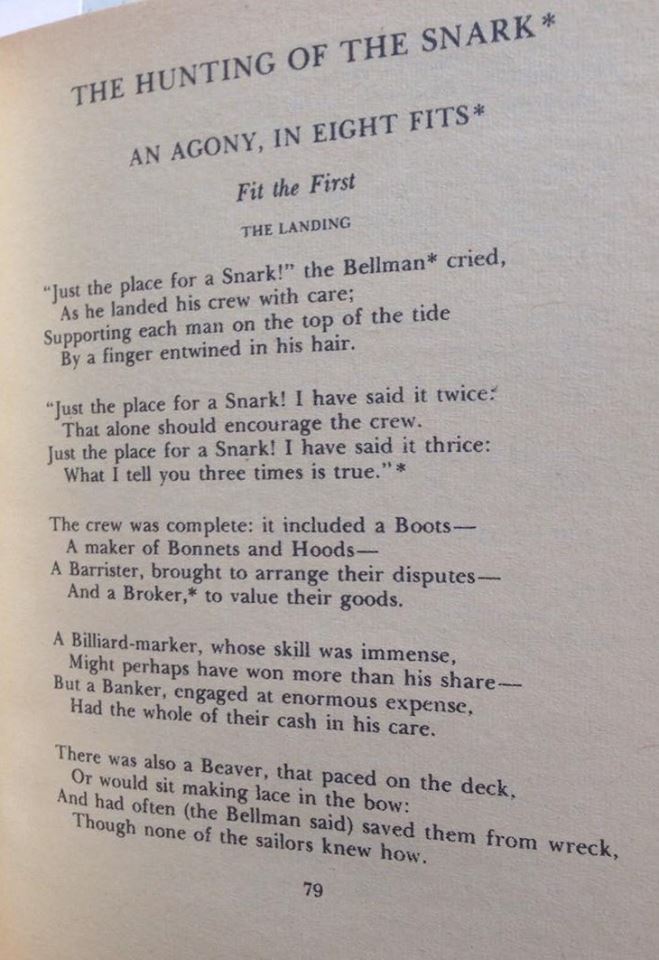 THE HUNTING OF THE SNARK*
AN AGONY, IN EIGHT FITS*
Fit the First
THE LANDING
"Just the place for a Snark!" the Bellman* cried,
As he landed his crew with care;
Supporting each man on the top of the tide
By a finger entwined in his hair.
"Just the place for a Snark! I have said it twice:
That alone should encourage the crew.
Just the place for a Snark! I have said it thrice:
What I tell you three times is true."*
The crew was complete: it included a Boots—
A maker of Bonnets and Hoods—
A Barrister, brought to arrange their disputes—
And a Broker,* to value their goods.
A Billiard-marker, whose skill was immense,
Might perhaps have won more than his share—
But a Banker, engaged at enormous expense,
Had the whole of their cash in his care.
There was also a Beaver, that paced on the deck,
Or would sit making lace in the bow:
And had often (the Bellman said) saved them from wreck,
Though none of the sailors knew how.
79